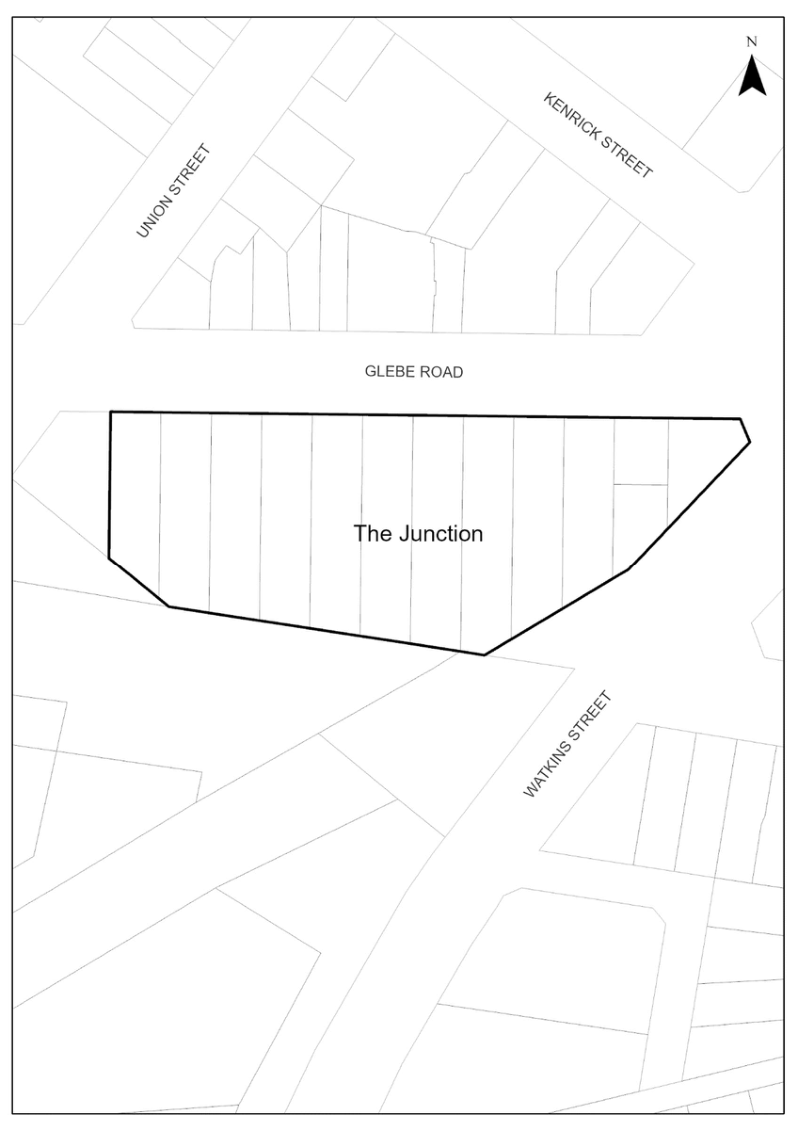 N
KENRICK STREET
UNION STREET
GLEBE ROAD
The Junction
WATKINS STREET